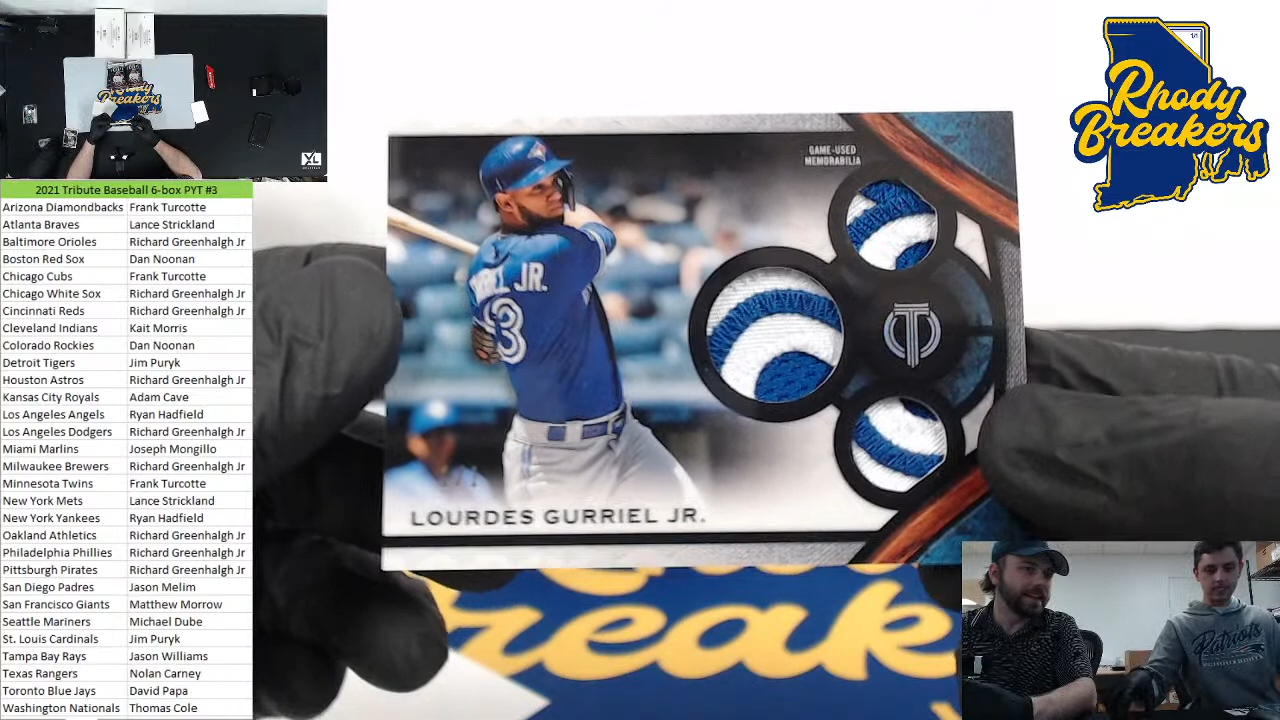 2021 Tribute Baseball 6-box PYT #3
Arizona Diamondbacks Frank Turcotte
Atlanta Braves Lance Strickland
Baltimore Orioles Richard Greenhalgh Jr
Boston Red Sox Dan Noonan
Chicago Cubs Frank Turcotte
Chicago White Sox Richard Greenhalgh Jr
Cincinnati Reds Richard Greenhalgh Jr
Cleveland Indians Kait Morris
Colorado Rockies Dan Noonan
Detroit Tigers Jim Puryk
Houston Astros Richard Greenhalgh Jr
Kansas City Royals Adam Cave
Los Angeles Angels Ryan Hadfield
Los Angeles Dodgers Richard Greenhalgh Jr
Miami Marlins Joseph Mongillo
Milwaukee Brewers Richard Greenhalgh Jr
Minnesota Twins Frank Turcotte
New York Mets Lance Strickland
New York Yankees Ryan Hadfield
Oakland Athletics Richard Greenhalgh Jr
Philadelphia Phillies Richard Greenhalgh Jr
Pittsburgh Pirates Richard Greenhalgh Jr
San Diego Padres Jason Melim
San Francisco Giants Matthew Morrow
Seattle Mariners Michael Dube
St. Louis Cardinals Jim Puryk
Tampa Bay Rays Jason Williams
Texas Rangers Nolan Carney
Toronto Blue Jays David Papa
Washington Nationals Thomas Cole
Breakers
XL
GAME-USED
MEMORABILIA
JR.
13
LOURDES GURRIEL JR.
Break
1/1
Rhody
Breakers
Patriots